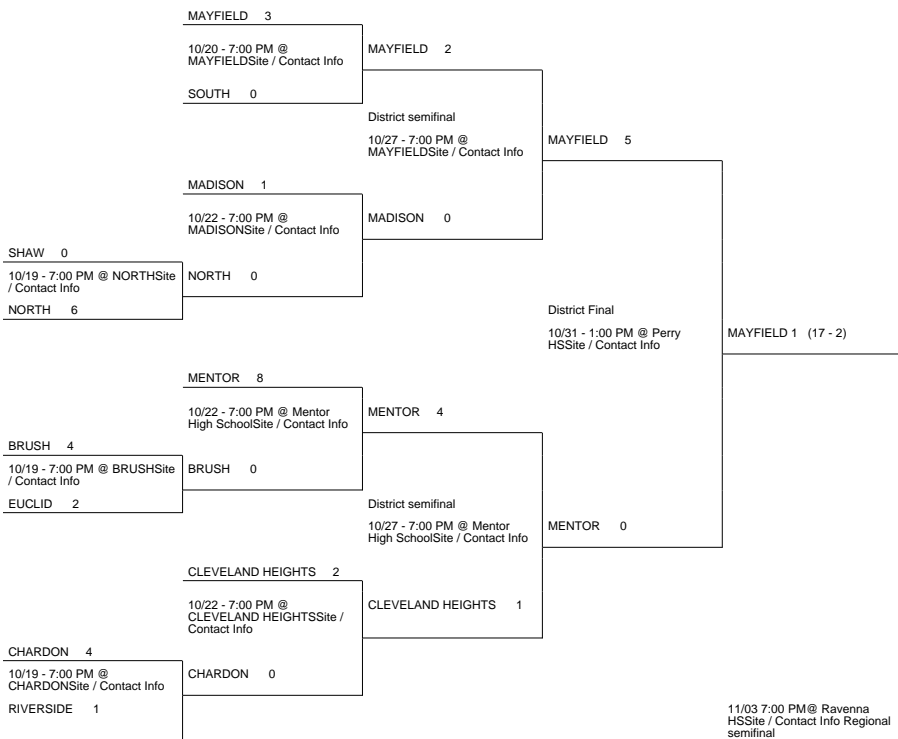 MAYFIELD 3
10/20 - 7:00 PM @
MAYFIELDSite / Contact Info
SOUTH 0
MAYFIELD 2
District semifinal
10/27 - 7:00 PM @
MAYFIELDSite / Contact Info
MAYFIELD 5
MADISON 1
10/22 - 7:00 PM @
MADISONSite / Contact Info
MADISON 0
SHAW 0
10/19 - 7:00 PM @ NORTHSite
/ Contact Info
NORTH 6
NORTH 0
District Final
10/31 - 1:00 PM @ Perry
HSSite / Contact Info
MAYFIELD 1 (17 - 2)
MENTOR 8
10/22 - 7:00 PM @ Mentor
High SchoolSite / Contact Info
MENTOR 4
BRUSH 4
10/19 - 7:00 PM @ BRUSHSite
/ Contact Info
EUCLID 2
BRUSH 0
District semifinal
10/27 - 7:00 PM @ Mentor
High SchoolSite / Contact Info
MENTOR 0
CLEVELAND HEIGHTS 2
10/22 - 7:00 PM @
CLEVELAND HEIGHTSSite /
Contact Info
CLEVELAND HEIGHTS 1
CHARDON 4
10/19 - 7:00 PM @
CHARDONSite / Contact Info
RIVERSIDE 1
CHARDON 0
11/03 7:00 PM@ Ravenna
HSSite / Contact Info Regional
semifinal